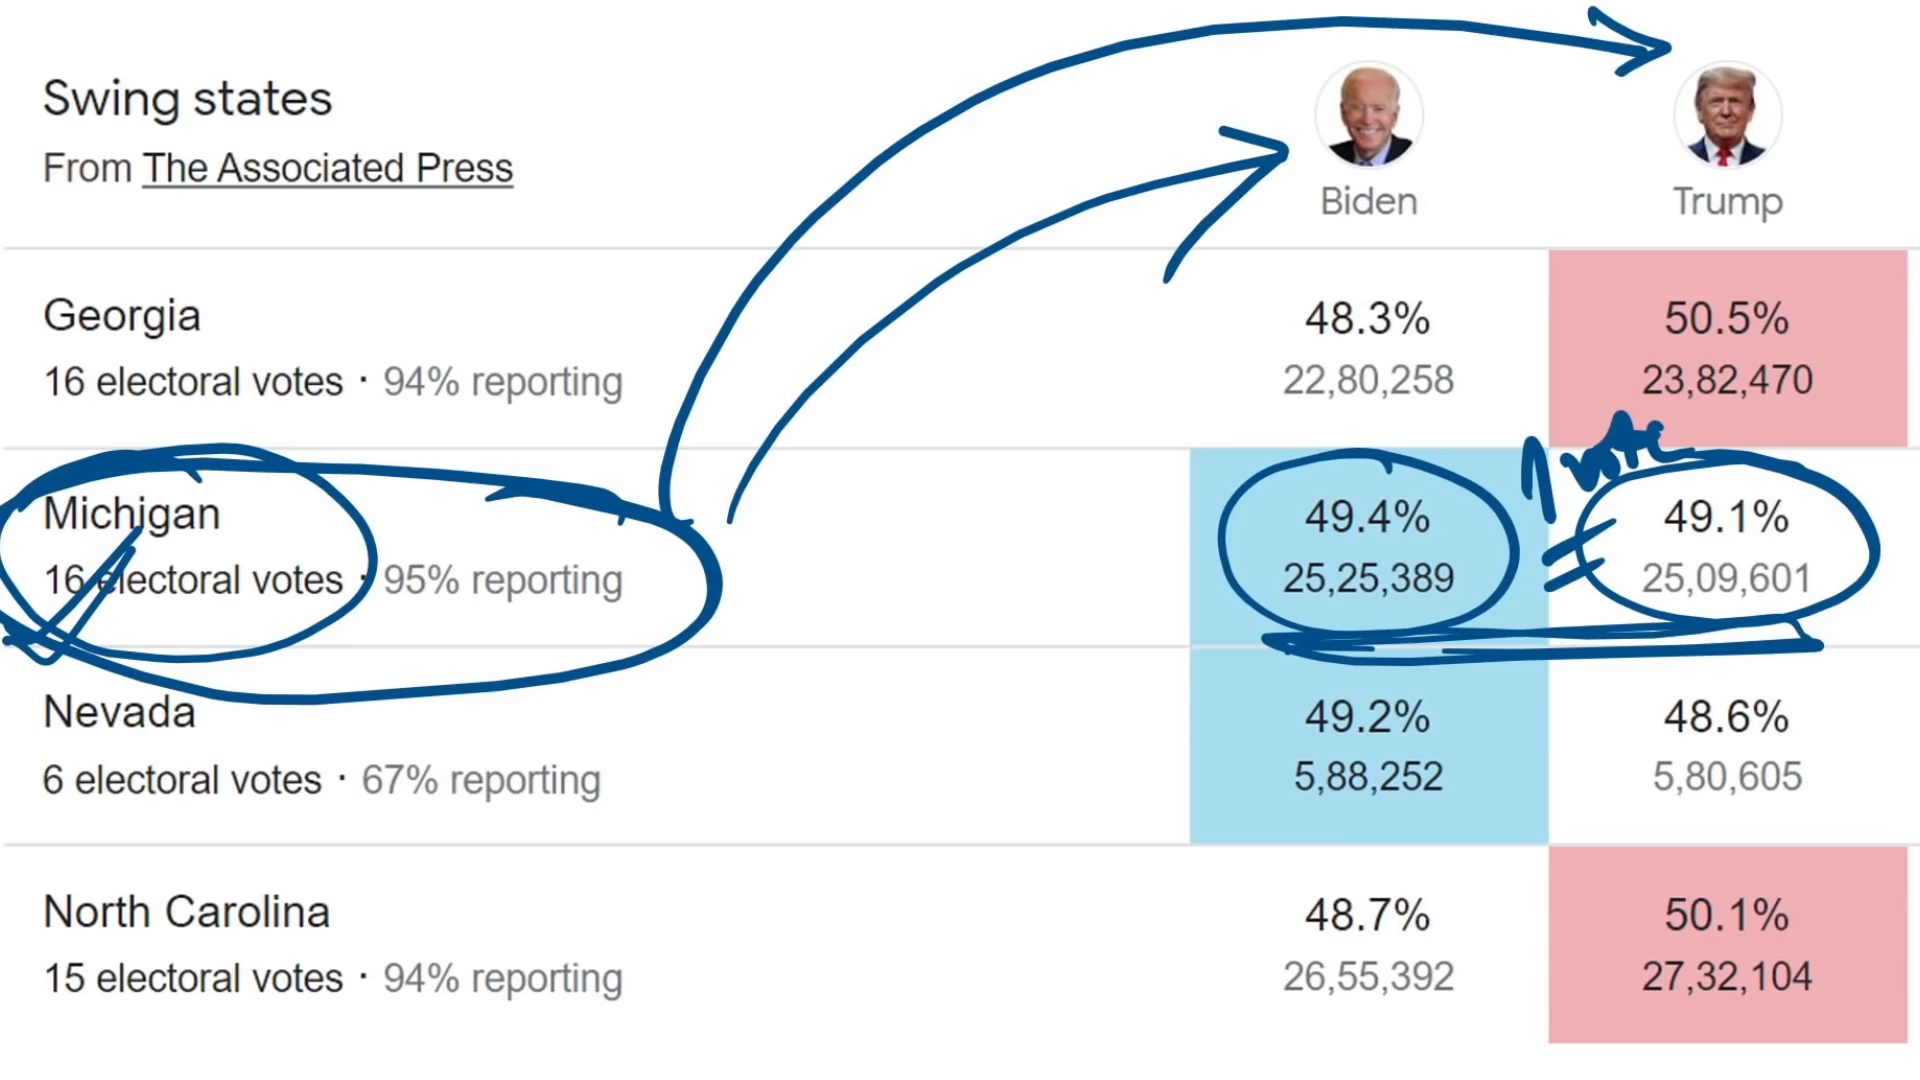 Swing states
From The Associated Press
Biden
Trump
Georgia
16 electoral votes · 94% reporting
48.3%
22,80,258
50.5%
23,82,470
Michigan
16 electoral votes · 95% reporting
49.4%
25,25,389
1 vote
=
49.1%
25,09,601
Nevada
6 electoral votes · 67% reporting
49.2%
5,88,252
48.6%
5,80,605
North Carolina
15 electoral votes · 94% reporting
48.7%
26,55,392
50.1%
27,32,104